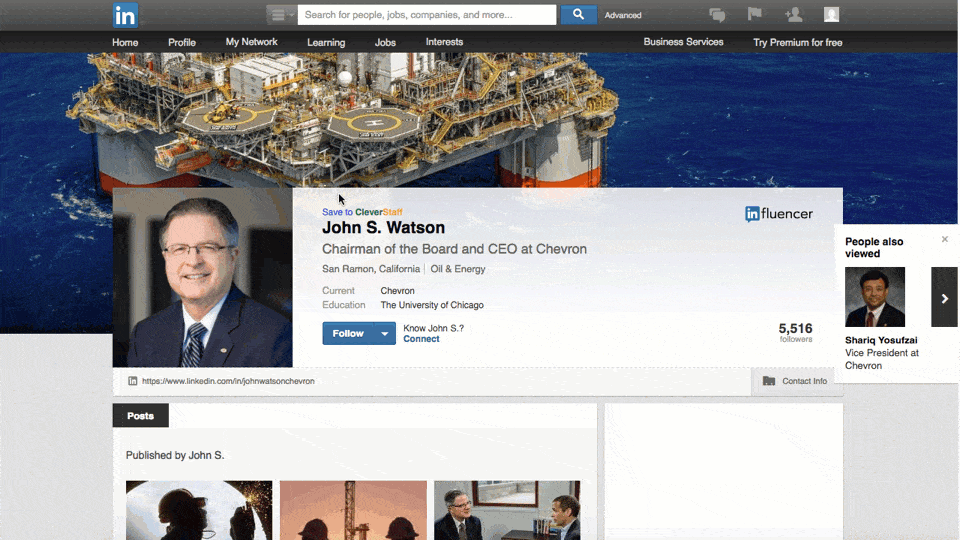 in
Search for people, jobs, companies, and more...
Advanced
Home
Profile
My Network
Learning
Jobs
Interests
Business Services
Try Premium for free
H
Save to CleverStaff
John S. Watson
Chairman of the Board and CEO at Chevron
San Ramon, California
Oil & Energy
Current Chevron
Education The University of Chicago
Follow
Know John S.?
Connect
influencer
5,516
followers
People also
viewed
Shariq Yosufzai
Vice President at
Chevron
in
https://www.linkedin.com/in/johnwatsonchevron
Contact Info
Posts
Published by John S.